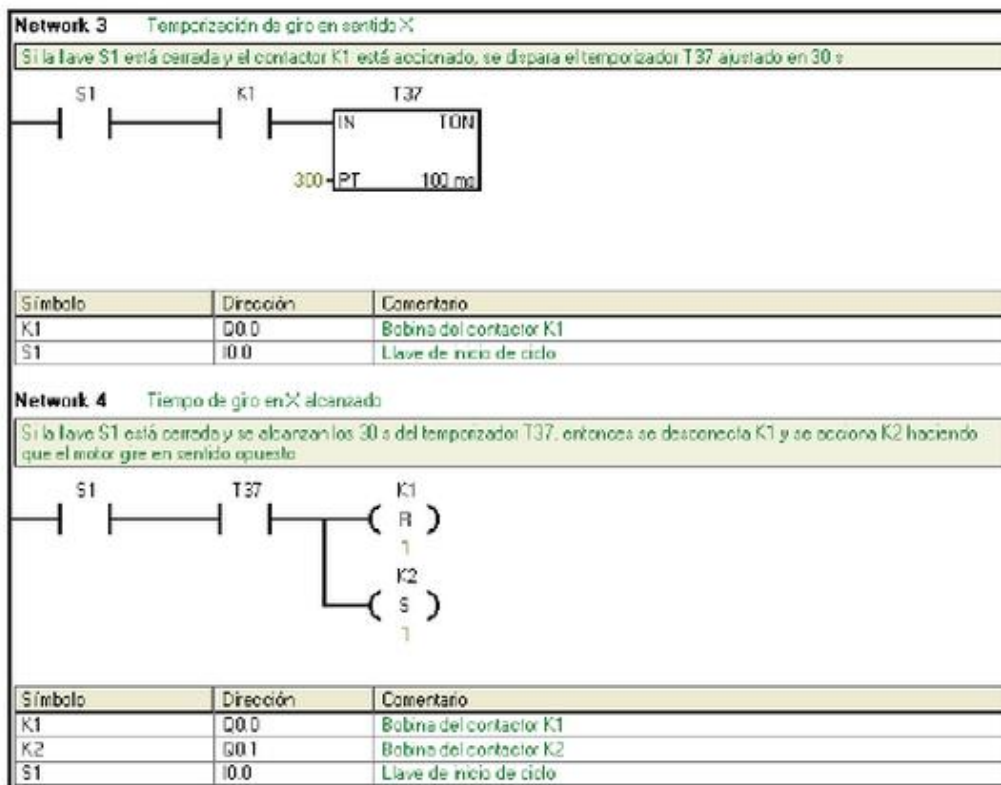 Network 3 Temporización de giro en sentido X
Si la llave S1 está cerrada y el contactor K1 está accionado, se dispara el temporizador T37 ajustado en 30 s
S1 K1 T37
IN TON
300 PT 100 ms
Símbolo Dirección Comentario
K1 Q0.0 Bobina del contactor K1
S1 I0.0 Llave de inicio de ciclo
Network 4 Tiempo de giro en X alcanzado
Si la llave S1 está cerrada y se alcanzan los 30 s del temporizador T37, entonces se desconecta K1 y se acciona K2 haciendo
que el motor gire en sentido opuesto
S1 T37 K1
R
1
K2
S
1
Símbolo Dirección Comentario
K1 Q0.0 Bobina del contactor K1
K2 Q0.1 Bobina del contactor K2
S1 I0.0 Llave de inicio de ciclo